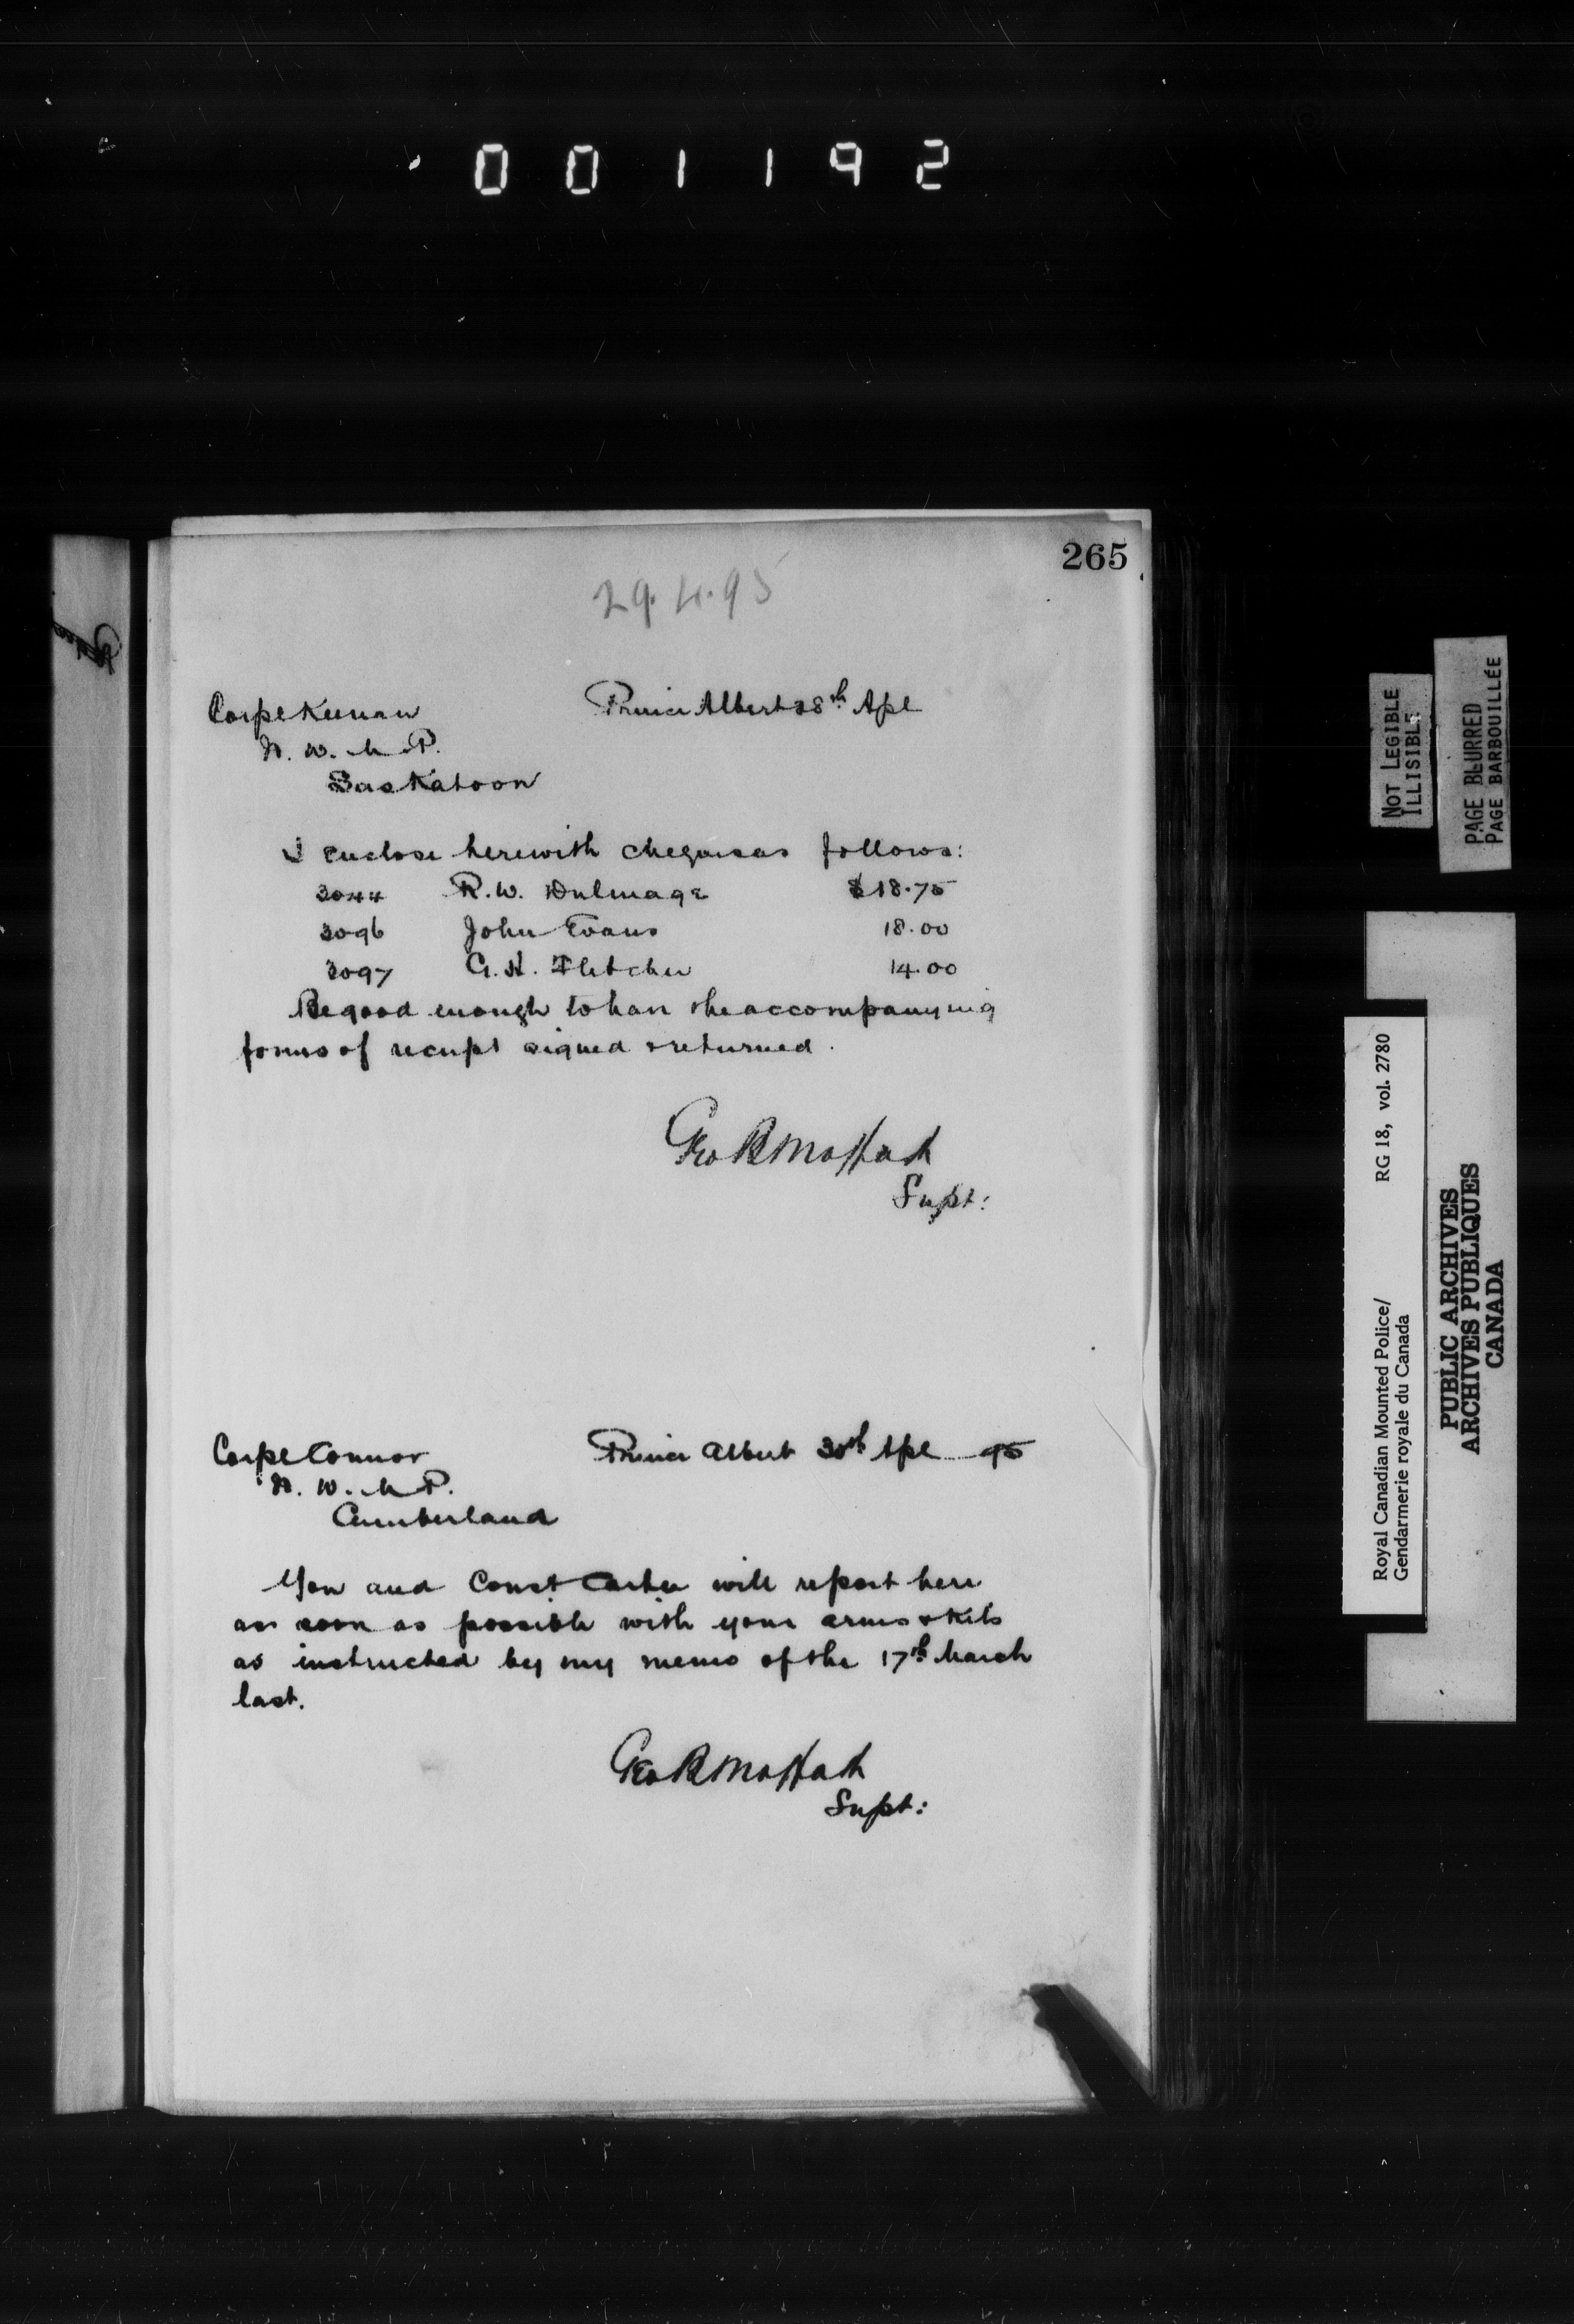 001192
265
29.4.95
Corpl Keenan Prince Albert 28th Apl
N. W. M. P.
Saskatoon
I enclose herewith cheques as follows:
3044 R. W. Dulmage $18.75
3096 John Evans 18.00
3097 G. H. Fletcher 14.00
Be good enough to have the accompanying
forms of receipt signed & returned.
Geo B Moffatt
Supt:
Corpl Connor Prince Albert 30th Apl 95
N. W. M. P.
Cumberland
You and Const Carter will report here
as soon as possible with your arms & kits
as instructed by my memo of the 17th March
last.
Geo B Moffatt
Supt:
NOT LEGIBLE
ILLISIBLE
PAGE BLURRED
PAGE BARBOUILLÉE
Royal Canadian Mounted Police/ RG 18, vol. 2780
Gendarmerie royale du Canada
PUBLIC ARCHIVES
ARCHIVES PUBLIQUES
CANADA